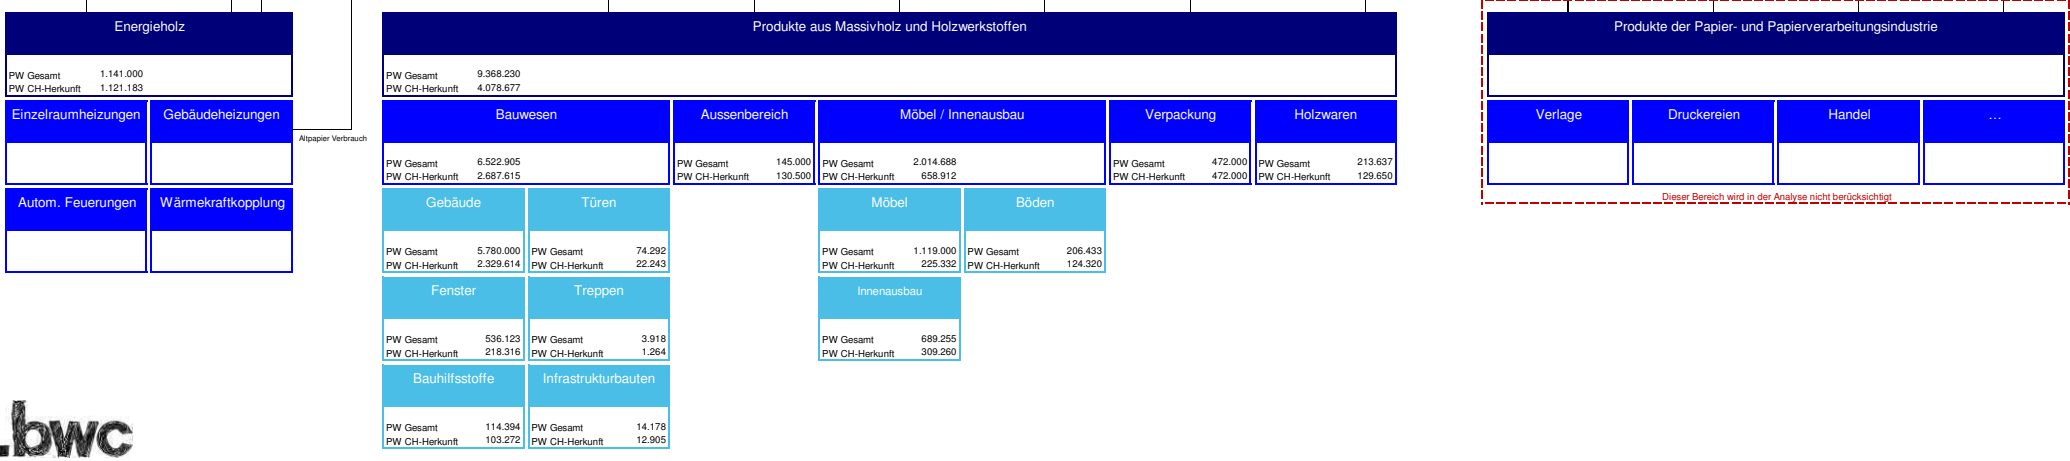 Energieholz
PW Gesamt 1.141.000
PW CH-Herkunft 1.121.183
Einzelraumheizungen
Gebäudeheizungen
Autom. Feuerungen
Wärmekraftkopplung
Altpapier Verbrauch
Produkte aus Massivholz und Holzwerkstoffen
PW Gesamt 9.368.230
PW CH-Herkunft 4.078.677
Bauwesen
PW Gesamt 6.522.905
PW CH-Herkunft 2.687.615
Aussenbereich
PW Gesamt 145.000
PW CH-Herkunft 130.500
Möbel / Innenausbau
PW Gesamt 2.014.688
PW CH-Herkunft 658.912
Verpackung
PW Gesamt 472.000
PW CH-Herkunft 472.000
Holzwaren
PW Gesamt 213.637
PW CH-Herkunft 129.650
Gebäude
PW Gesamt 5.780.000
PW CH-Herkunft 2.329.614
Türen
PW Gesamt 74.292
PW CH-Herkunft 22.243
Möbel
PW Gesamt 1.119.000
PW CH-Herkunft 225.332
Böden
PW Gesamt 206.433
PW CH-Herkunft 124.320
Fenster
PW Gesamt 536.123
PW CH-Herkunft 218.316
Treppen
PW Gesamt 3.918
PW CH-Herkunft 1.264
Innenausbau
PW Gesamt 689.255
PW CH-Herkunft 309.260
Bauhilfsstoffe
PW Gesamt 114.394
PW CH-Herkunft 103.272
Infrastrukturbauten
PW Gesamt 14.178
PW CH-Herkunft 12.905
Produkte der Papier- und Papierverarbeitungsindustrie
Verlage
Druckereien
Handel
...
Dieser Bereich wird in der Analyse nicht berücksichtigt
.bwc